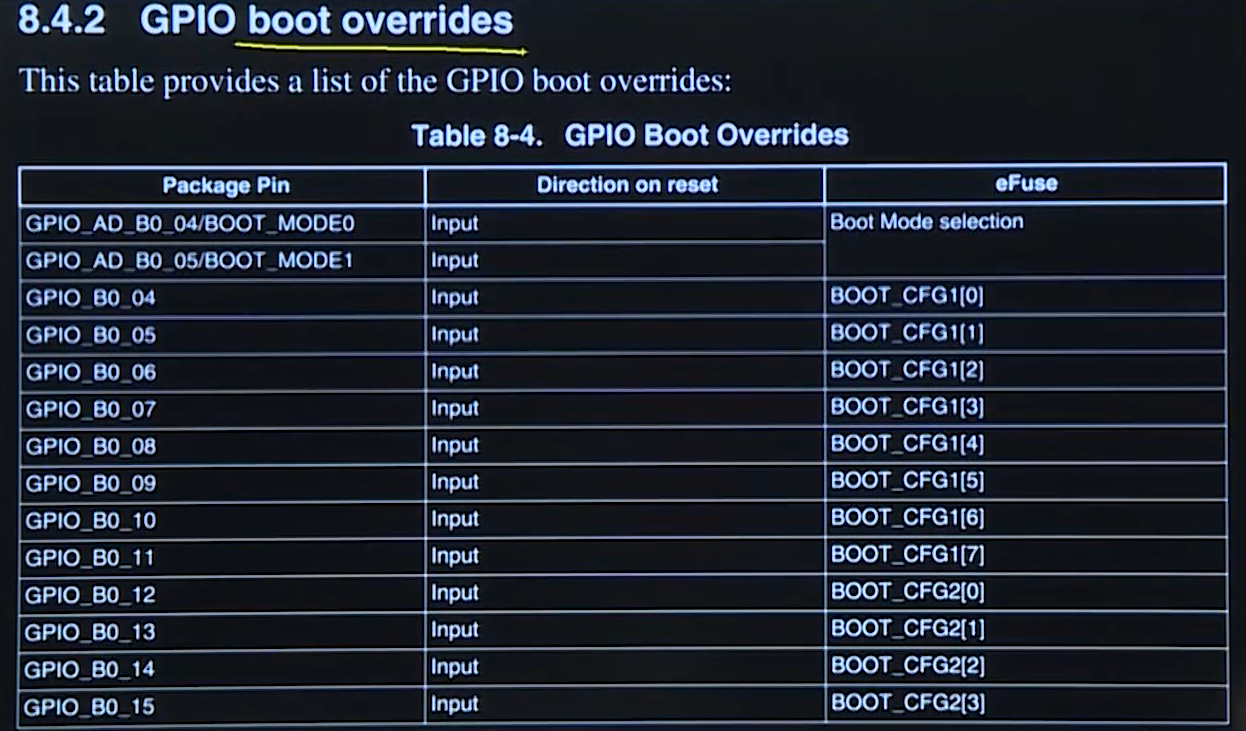 8.4.2 GPIO boot overrides
This table provides a list of the GPIO boot overrides:
Table 8-4. GPIO Boot Overrides
Package Pin Direction on reset eFuse
GPIO_AD_B0_04/BOOT_MODE0 Input Boot Mode selection
GPIO_AD_B0_05/BOOT_MODE1 Input
GPIO_B0_04 Input BOOT_CFG1[0]
GPIO_B0_05 Input BOOT_CFG1[1]
GPIO_B0_06 Input BOOT_CFG1[2]
GPIO_B0_07 Input BOOT_CFG1[3]
GPIO_B0_08 Input BOOT_CFG1[4]
GPIO_B0_09 Input BOOT_CFG1[5]
GPIO_B0_10 Input BOOT_CFG1[6]
GPIO_B0_11 Input BOOT_CFG1[7]
GPIO_B0_12 Input BOOT_CFG2[0]
GPIO_B0_13 Input BOOT_CFG2[1]
GPIO_B0_14 Input BOOT_CFG2[2]
GPIO_B0_15 Input BOOT_CFG2[3]